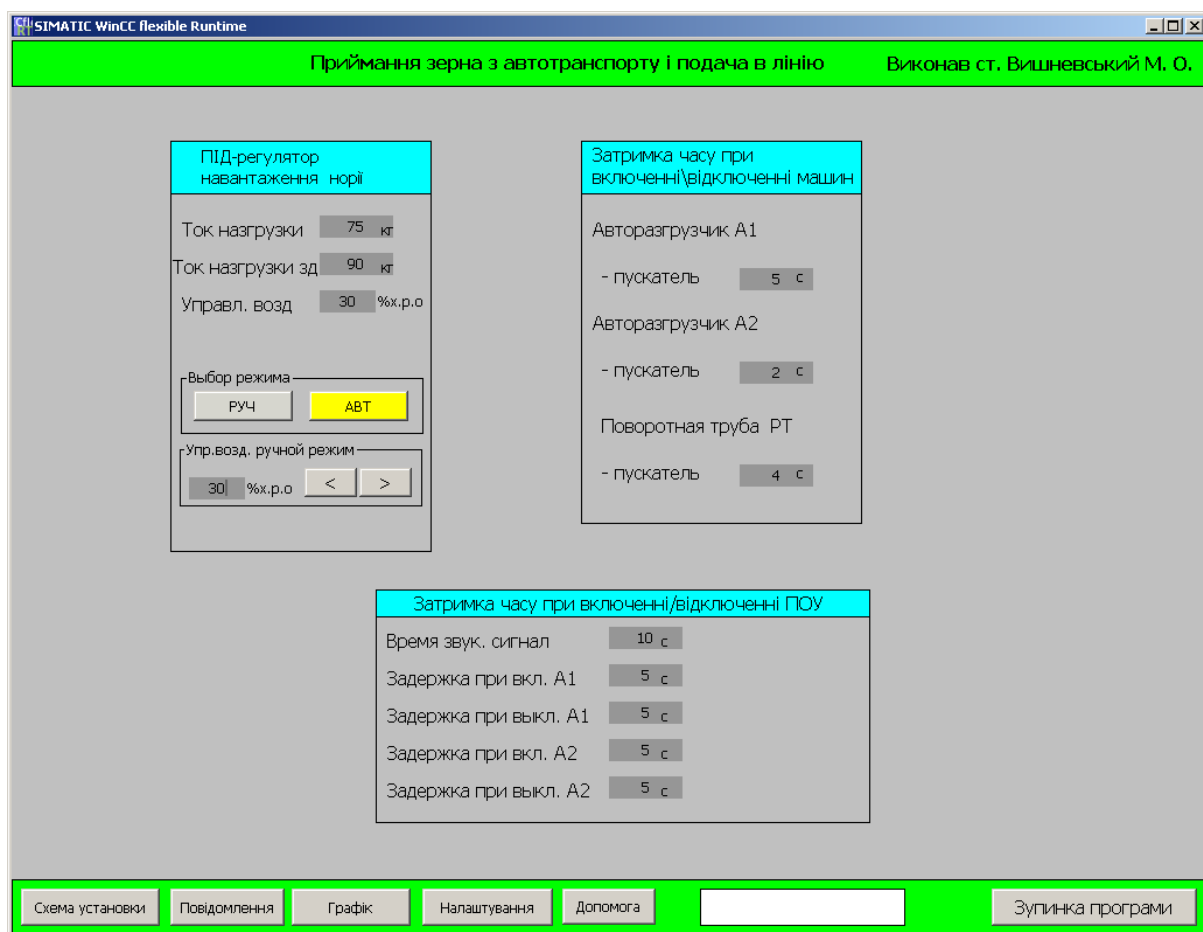 SIMATIC WinCC flexible Runtime
Приймання зерна з автотранспорту і подача в лінію Виконав ст. Вишневський М. О.
ПІД-регулятор
навантаження норії
Ток назгрузки 75 кг
Ток назгрузки зд 90 кг
Управл. возд 30 %х.р.о
Выбор режима
РУЧ АВТ
Упр.возд. ручной режим
30 %х.р.о < >
Затримка часу при
включенні\відключенні машин
Авторазгрузчик А1
- пускатель 5 с
Авторазгрузчик А2
- пускатель 2 с
Поворотная труба РТ
- пускатель 4 с
Затримка часу при включенні/відключенні ПОУ
Время звук. сигнал 10 с
Задержка при вкл. А1 5 с
Задержка при выкл. А1 5 с
Задержка при вкл. А2 5 с
Задержка при выкл. А2 5 с
Схема установки Повідомлення Графік Налаштування Допомога Зупинка програми